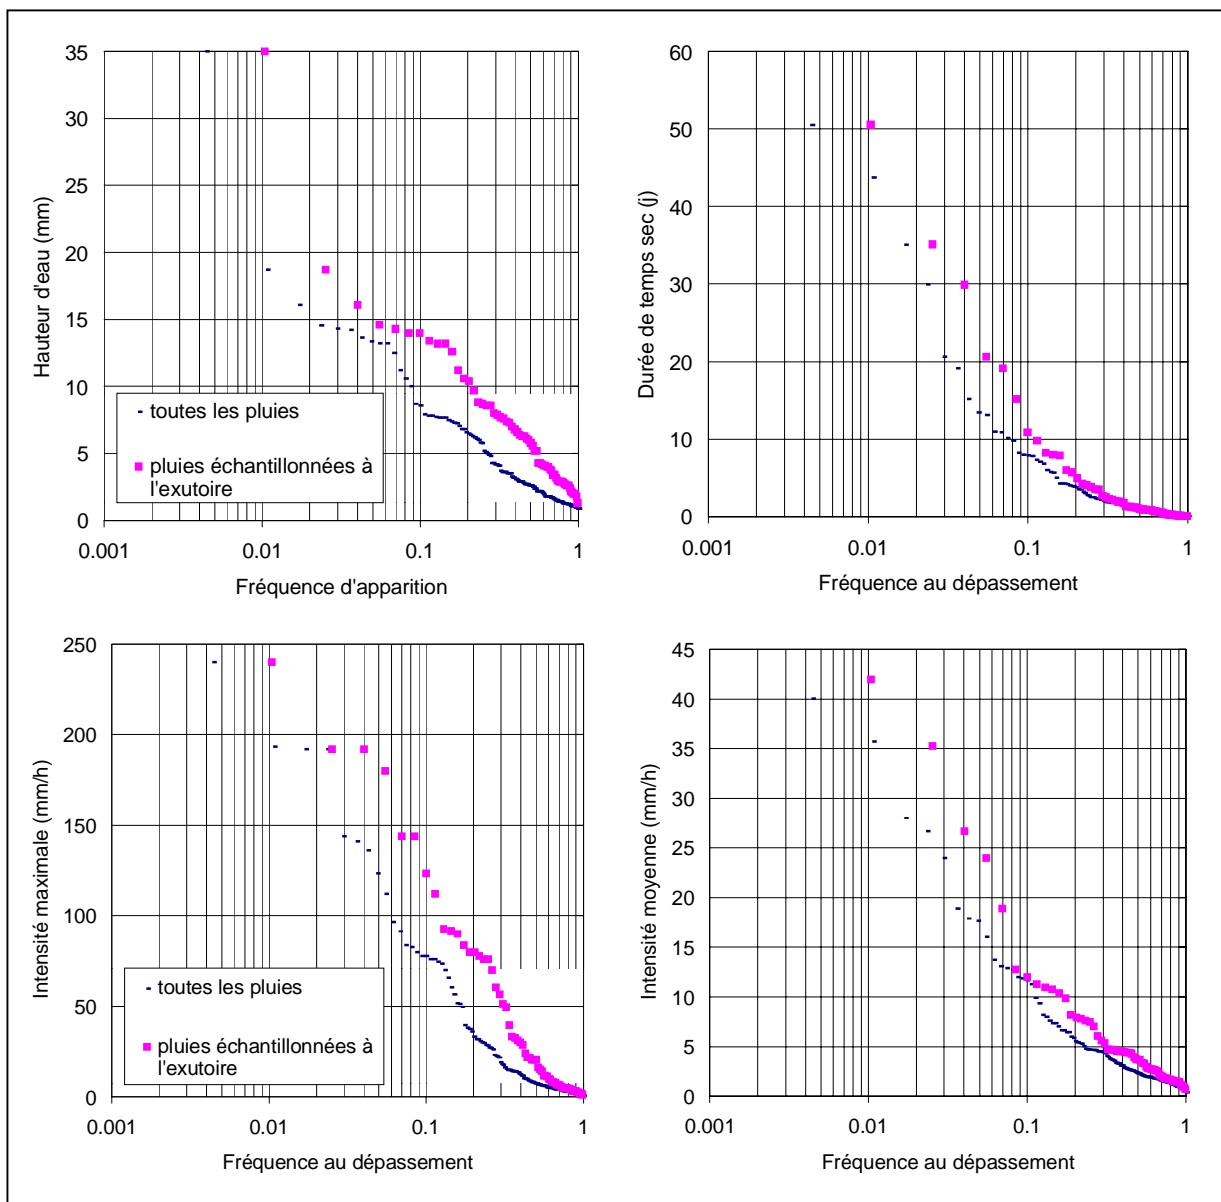 35
30
25
20
15
10
5
0
Hauteur d'eau (mm)
toutes les pluies
pluies échantillonnées à
l'exutoire
0.001 0.01 0.1 1
Fréquence d'apparition
60
50
40
30
20
10
0
Durée de temps sec (j)
0.001 0.01 0.1 1
Fréquence au dépassement
250
200
150
100
50
0
Intensité maximale (mm/h)
toutes les pluies
pluies échantillonnées à
l'exutoire
0.001 0.01 0.1 1
Fréquence au dépassement
45
40
35
30
25
20
15
10
5
0
Intensité moyenne (mm/h)
0.001 0.01 0.1 1
Fréquence au dépassement